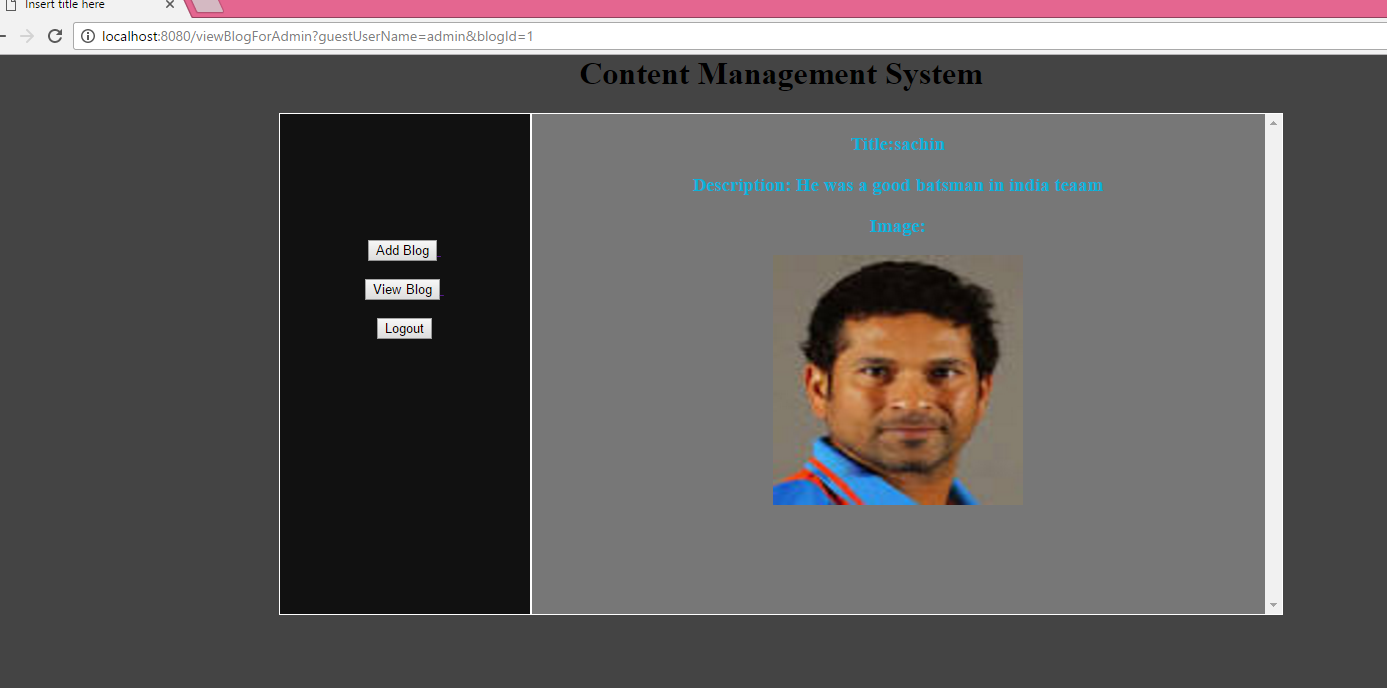 Insert title here
localhost:8080/viewBlogForAdmin?guestUserName=admin&blogId=1
Content Management System
Title:sachin
Description: He was a good batsman in india teaam
Image:
Add Blog
View Blog
Logout